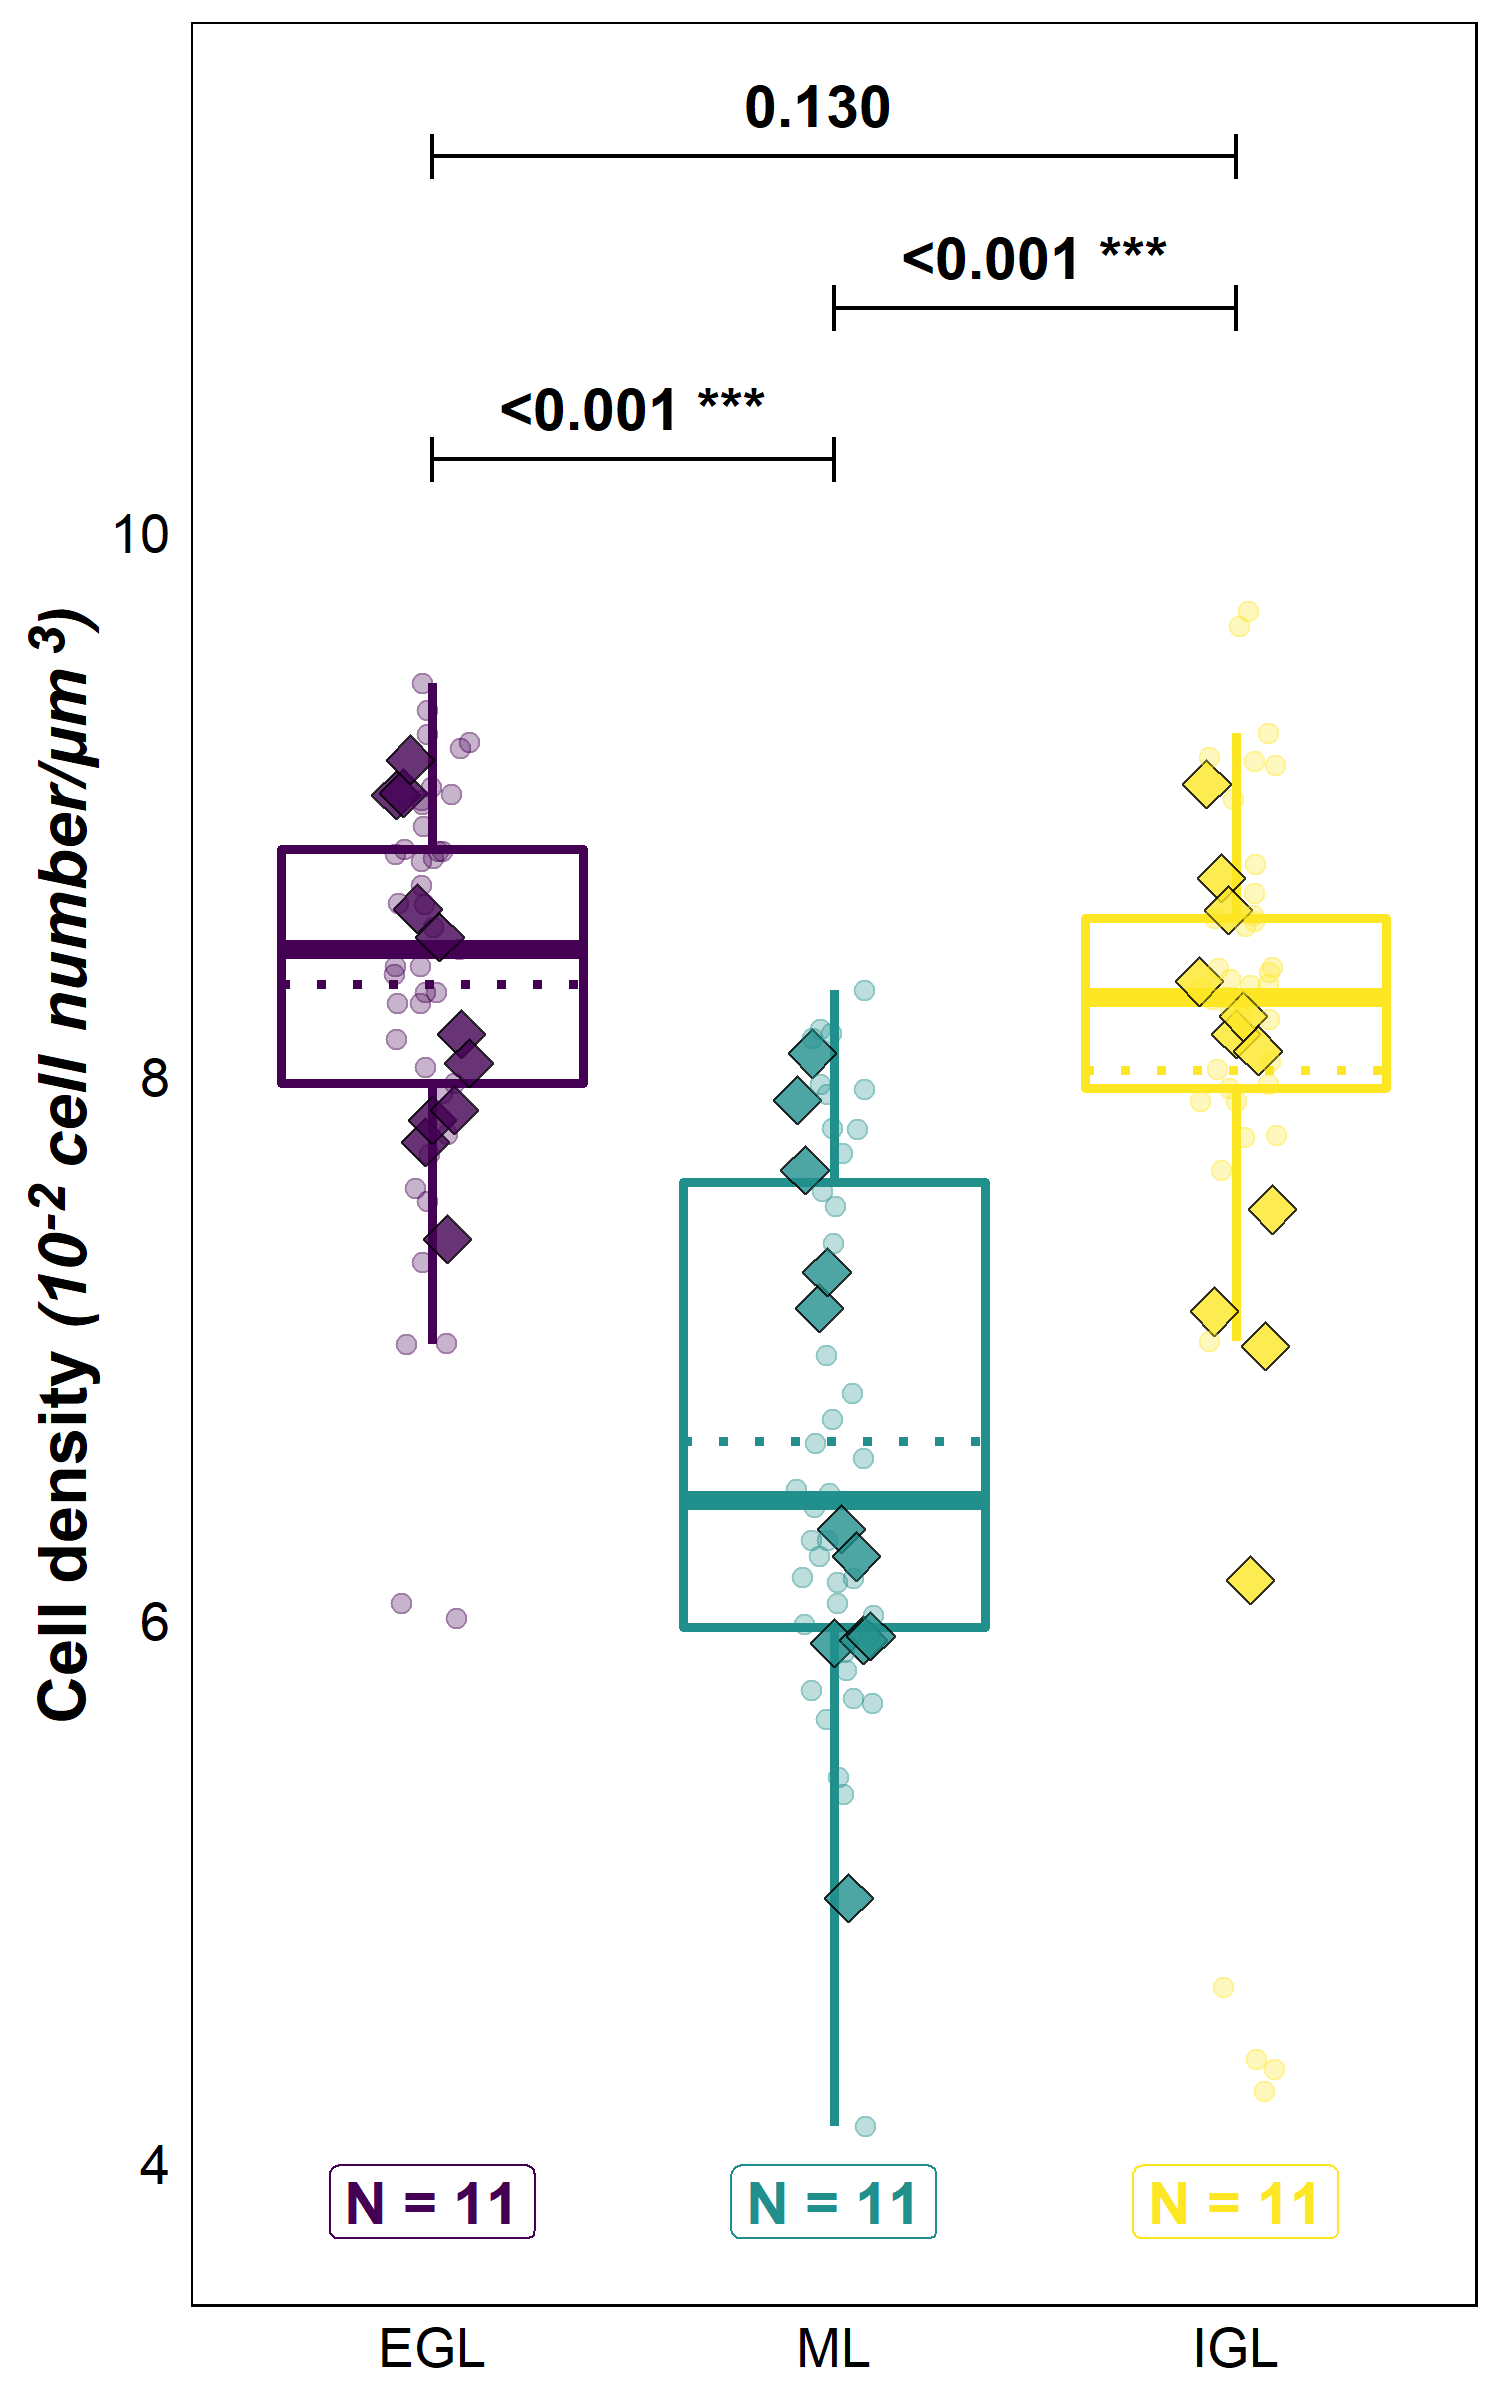 0.130
<0.001 ***
<0.001 ***
10
8
6
4
Cell density (10⁻² cell number/µm³)
N = 11
N = 11
N = 11
EGL
ML
IGL